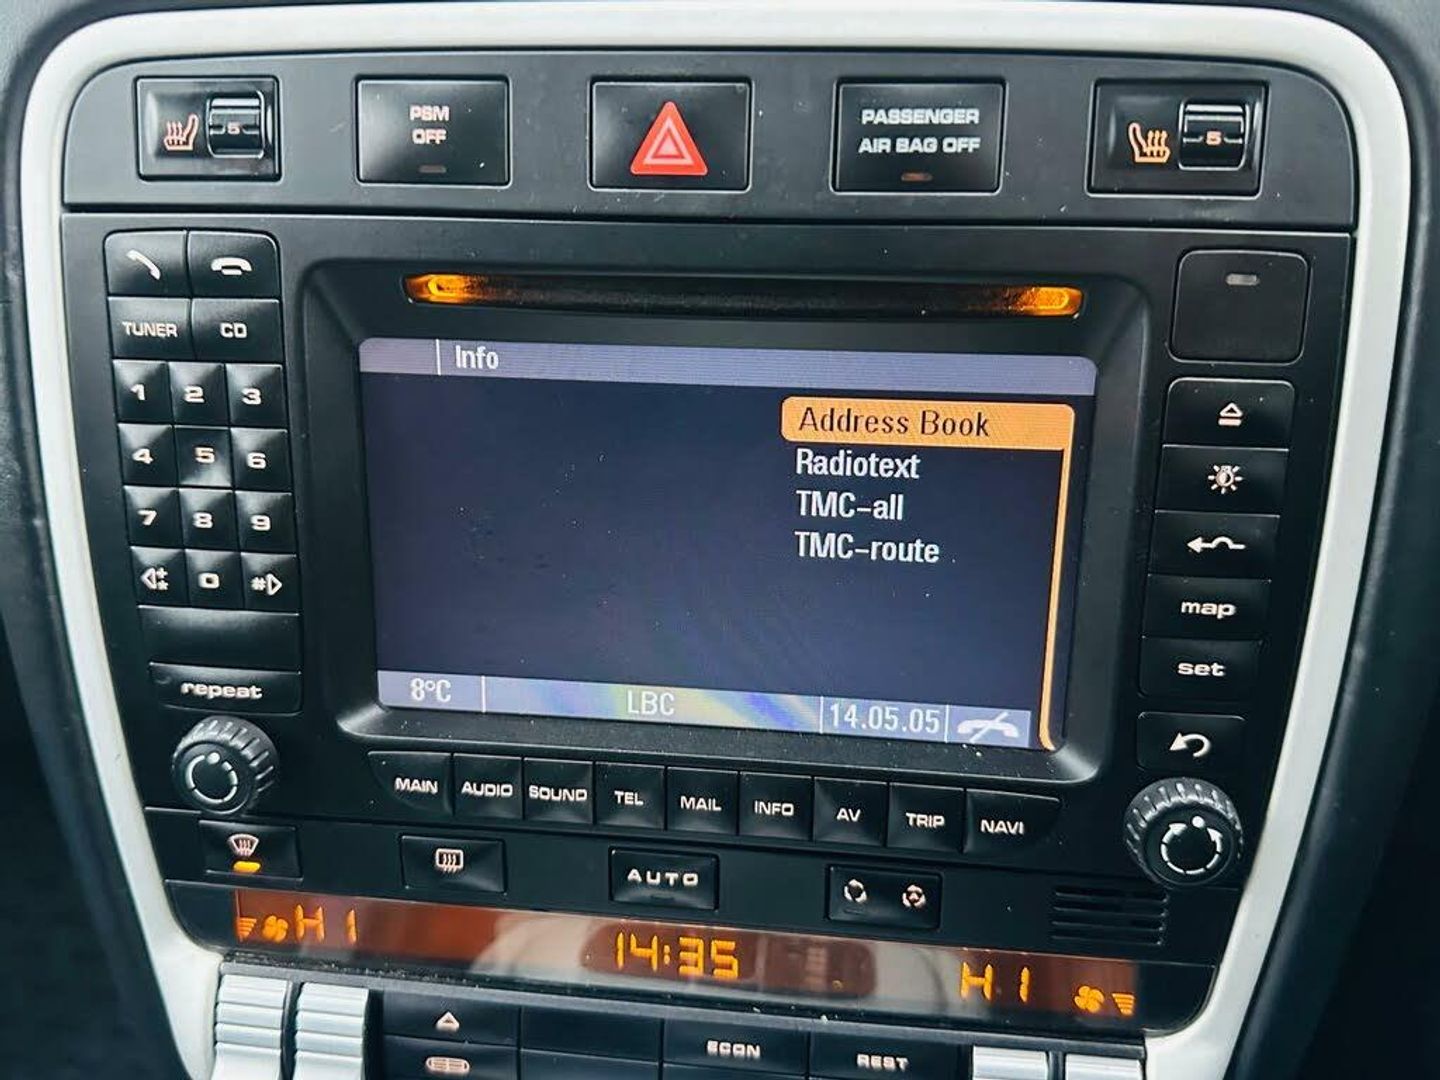 5
PSM
OFF
PASSENGER
AIR BAG OFF
5
TUNER CD
1 2 3
4 5 6
7 8 9
0 #
repeat
Info
Address Book
Radiotext
TMC-all
TMC-route
8°C LBC 14.05.05
map
set
MAIN AUDIO SOUND TEL MAIL INFO AV TRIP NAVI
AUTO
HI 14:35 HI
ECON REST